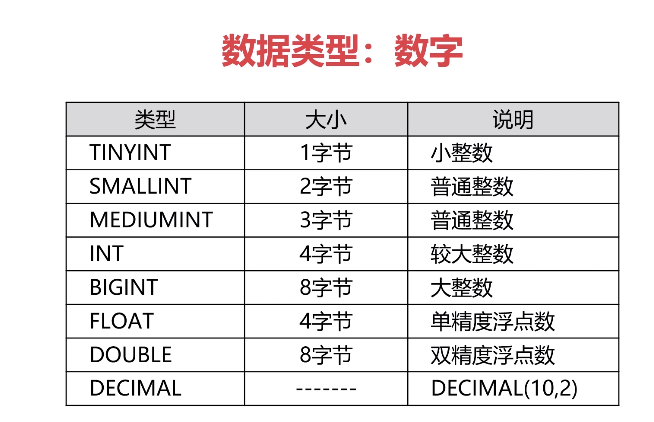 数据类型：数字
类型 大小 说明
TINYINT 1字节 小整数
SMALLINT 2字节 普通整数
MEDIUMINT 3字节 普通整数
INT 4字节 较大整数
BIGINT 8字节 大整数
FLOAT 4字节 单精度浮点数
DOUBLE 8字节 双精度浮点数
DECIMAL ------- DECIMAL(10,2)